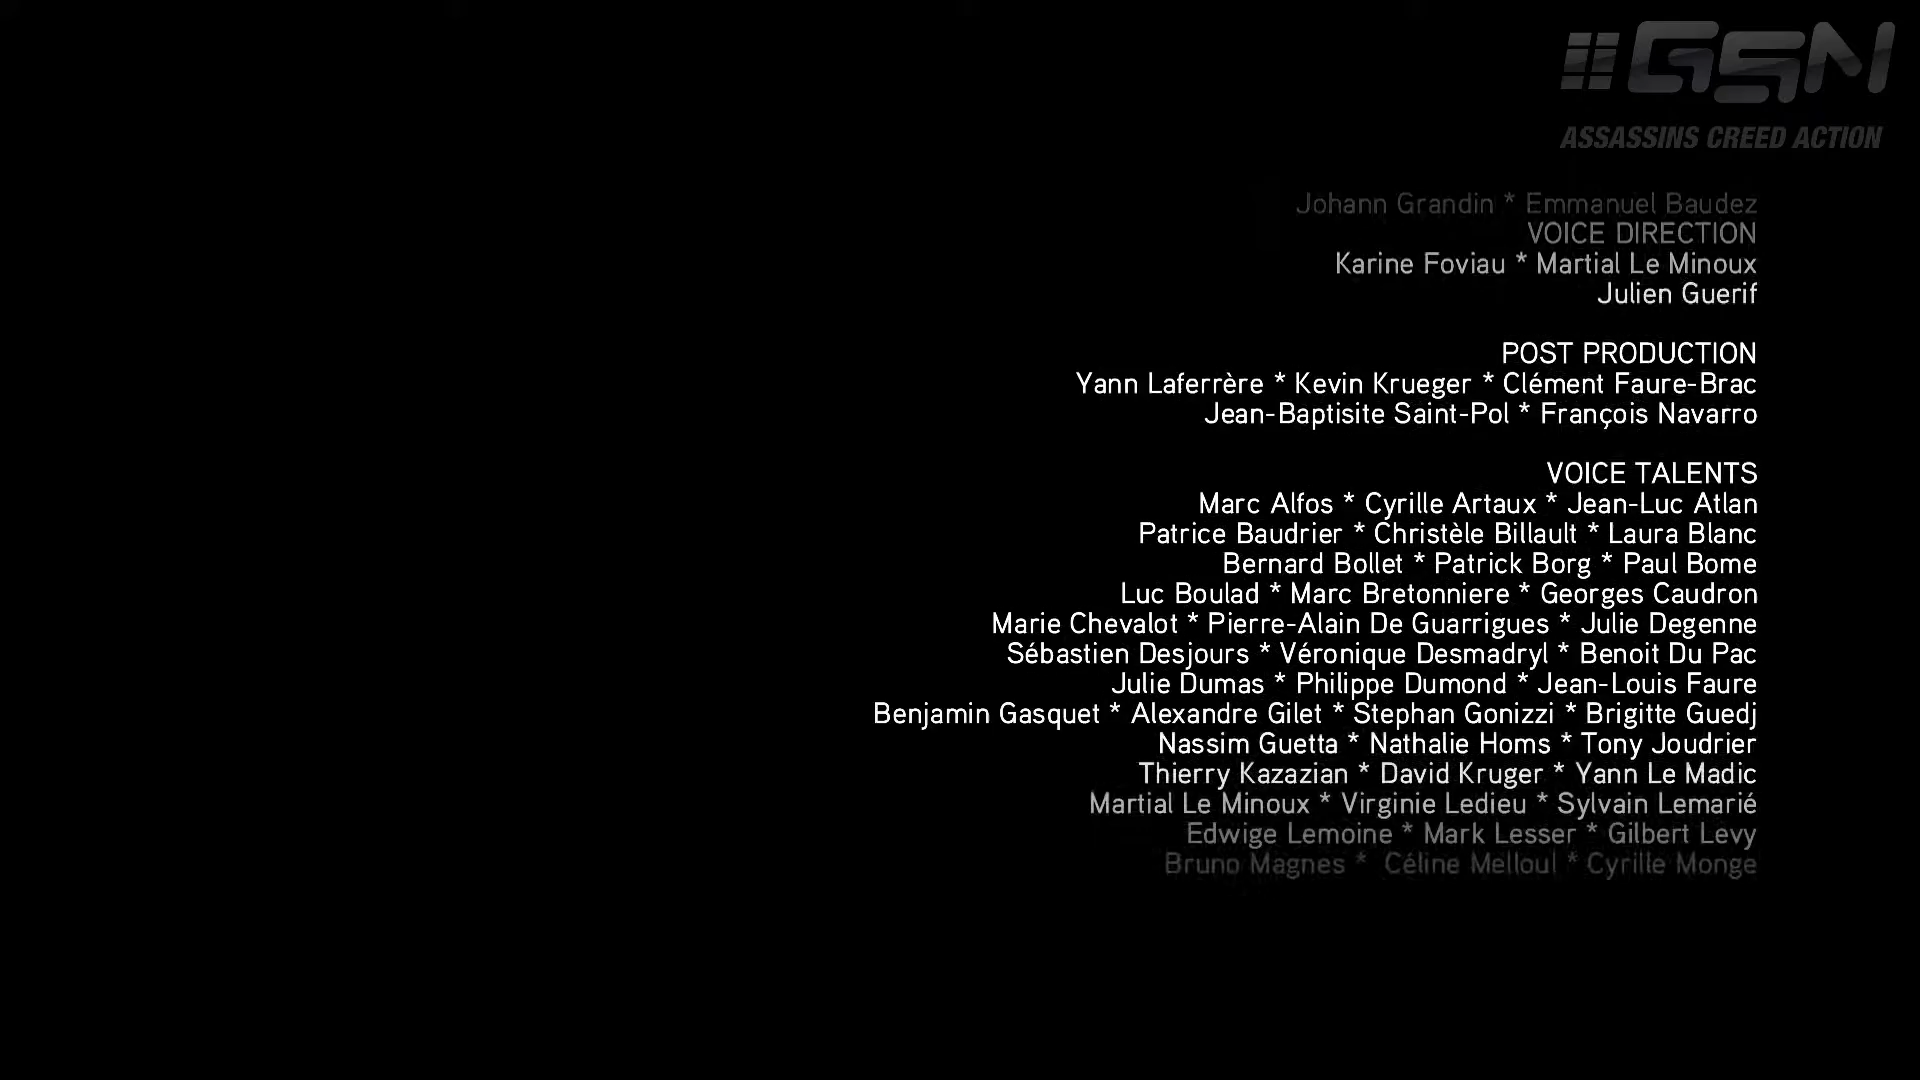 GSN
ASSASSINS CREED ACTION
Johann Grandin * Emmanuel Baudez
VOICE DIRECTION
Karine Foviau * Martial Le Minoux
Julien Guerif
POST PRODUCTION
Yann Laferrère * Kevin Krueger * Clément Faure-Brac
Jean-Baptisite Saint-Pol * François Navarro
VOICE TALENTS
Marc Alfos * Cyrille Artaux * Jean-Luc Atlan
Patrice Baudrier * Christèle Billault * Laura Blanc
Bernard Bollet * Patrick Borg * Paul Bome
Luc Boulad * Marc Bretonniere * Georges Caudron
Marie Chevalot * Pierre-Alain De Guarrigues * Julie Degenne
Sébastien Desjours * Véronique Desmadryl * Benoit Du Pac
Julie Dumas * Philippe Dumond * Jean-Louis Faure
Benjamin Gasquet * Alexandre Gilet * Stephan Gonizzi * Brigitte Guedj
Nassim Guetta * Nathalie Homs * Tony Joudrier
Thierry Kazazian * David Kruger * Yann Le Madic
Martial Le Minoux * Virginie Ledieu * Sylvain Lemarié
Edwige Lemoine * Mark Lesser * Gilbert Levy
Bruno Magnes *  Céline Melloul * Cyrille Monge